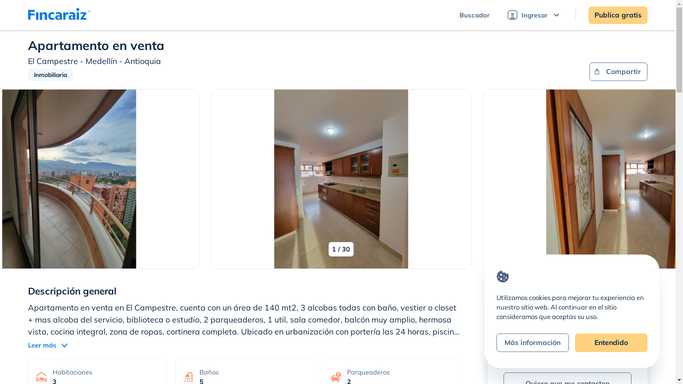 Fincaraiz
Buscador
Ingresar
Publica gratis
Apartamento en venta
El Campestre - Medellín - Antioquia
Inmobiliaria
Compartir
1 / 30
Descripción general
Apartamento en venta en El Campestre, cuenta con un área de 140 mt2, 3 alcobas todas con baño, vestier o closet
+ mas alcoba del servicio, biblioteca o estudio, 2 parqueaderos, 1 util, sala comedor, balcón muy amplio, hermosa
vista, cocina integral, zona de ropas, cortinera completa. Ubicado en urbanización con portería las 24 horas, piscin...
Leer más
Habitaciones
3
Baños
5
Parqueaderos
2
Utilizamos cookies para mejorar tu experiencia en
nuestro sitio web. Al continuar en el sitio
consideramos que aceptas su uso.
Más información
Entendido
Quiero que me contacten